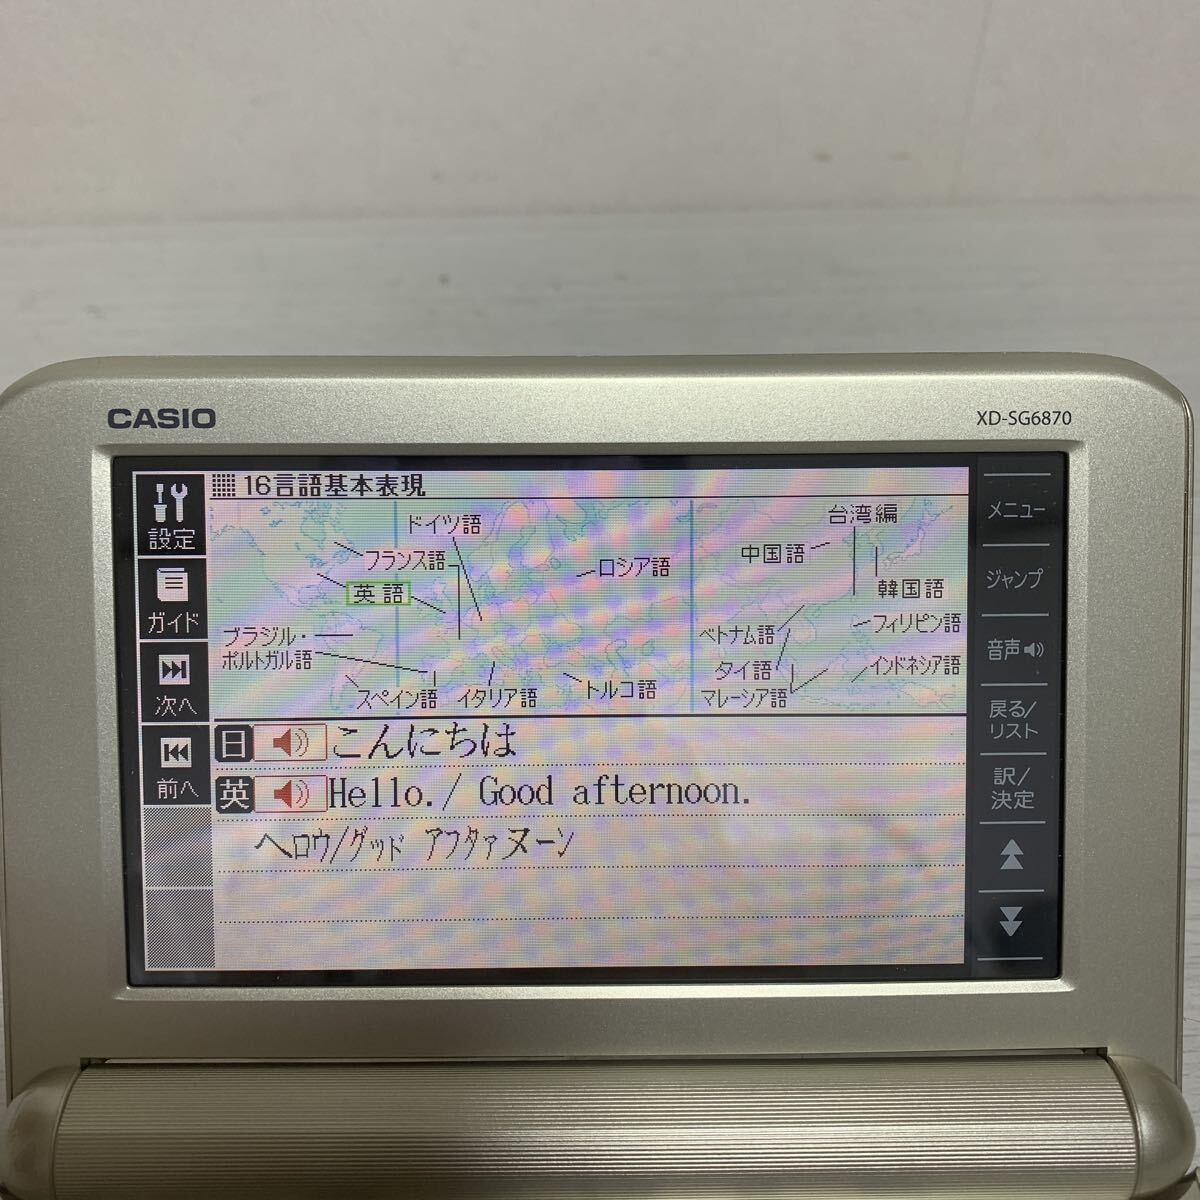 CASIO
XD-SG6870
設定
ガイド
次へ
前へ
16言語基本表現
ドイツ語
フランス語
英語
ロシア語
ブラジル・
ポルトガル語
スペイン語
イタリア語
トルコ語
台湾編
中国語
韓国語
ベトナム語
フィリピン語
タイ語
インドネシア語
マレーシア語
日 こんにちは
英 Hello./ Good afternoon.
ヘロウ/グッド アフタァヌーン
メニュー
ジャンプ
音声
戻る/
リスト
訳/
決定